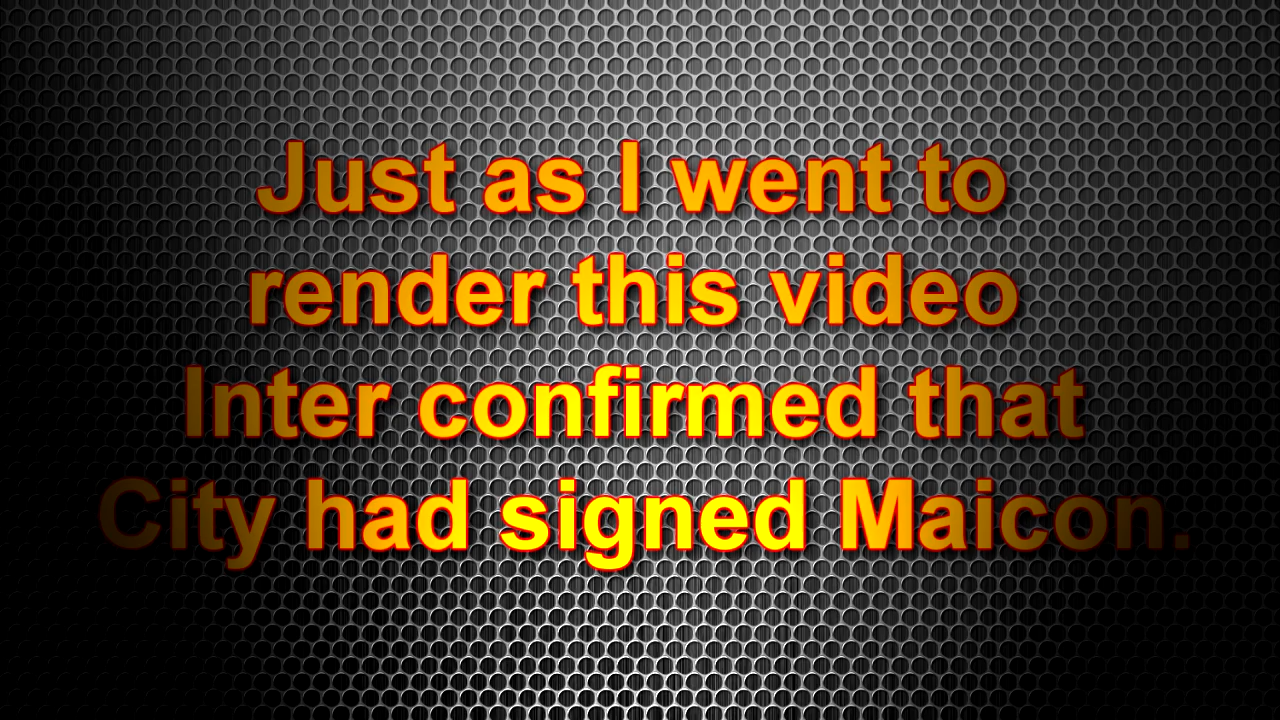 Just as I went to
render this video
Inter confirmed that
City had signed Maicon.